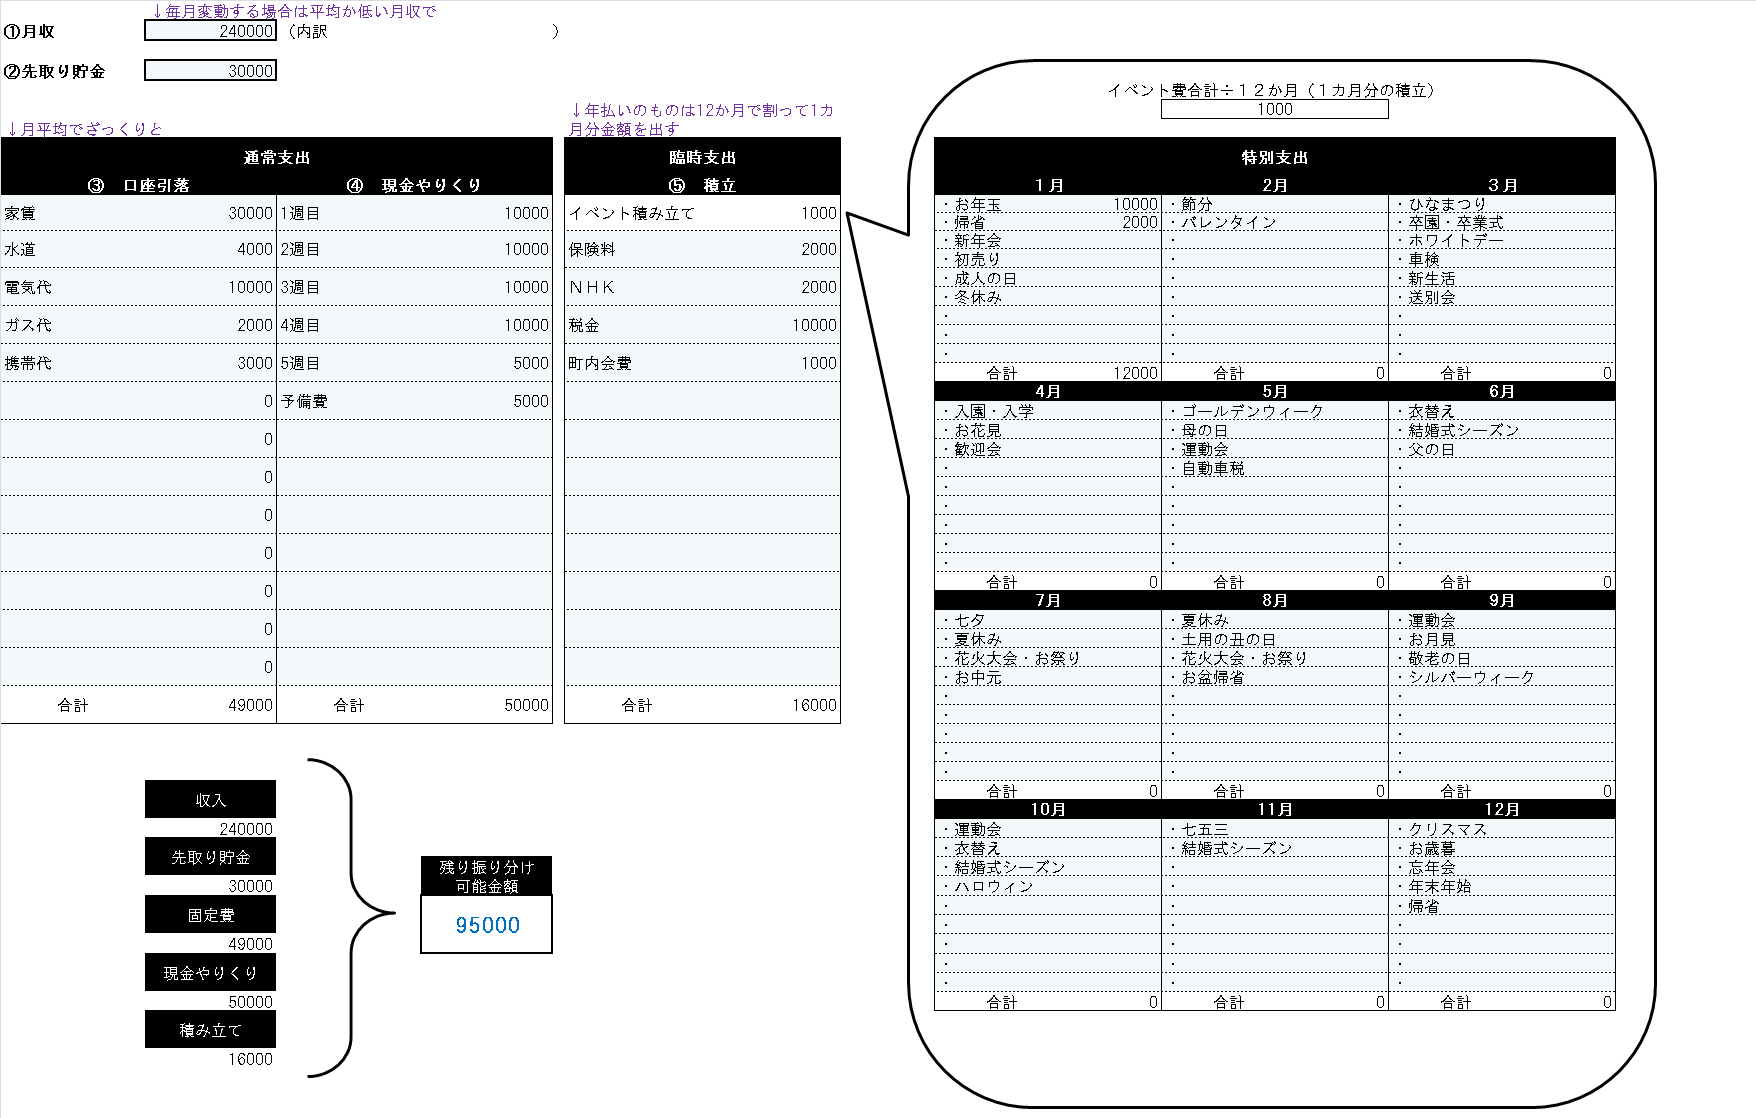 ↓毎月変動する場合は平均か低い月収で
①月収 240000 (内訳 )
②先取り貯金 30000
↓月平均でざっくりと
通常支出
③ 口座引落 ④ 現金やりくり
家賃 30000 1週目 10000
水道 4000 2週目 10000
電気代 10000 3週目 10000
ガス代 2000 4週目 10000
携帯代 3000 5週目 5000
0 予備費 5000
0
0
0
0
0
0
0
合計 49000 合計 50000
↓年払いのものは12か月で割って1カ
月分金額を出す
臨時支出
⑤ 積立
イベント積み立て 1000
保険料 2000
ＮＨＫ 2000
税金 10000
町内会費 1000
合計 16000
収入
240000
先取り貯金
30000
固定費
49000
現金やりくり
50000
積み立て
16000
残り振り分け
可能金額
95000
イベント費合計÷１２か月（１カ月分の積立）
1000
特別支出
１月 2月 ３月
・お年玉 10000 ・節分 ・ひなまつり
・帰省 2000 ・バレンタイン ・卒園・卒業式
・新年会 ・ ・ホワイトデー
・初売り ・ ・車検
・成人の日 ・ ・新生活
・冬休み ・ ・送別会
・ ・ ・
・ ・ ・
・ ・ ・
合計 12000 合計 0 合計 0
4月 5月 6月
・入園・入学 ・ゴールデンウィーク ・衣替え
・お花見 ・母の日 ・結婚式シーズン
・歓迎会 ・運動会 ・父の日
・ ・自動車税 ・
・ ・ ・
・ ・ ・
・ ・ ・
・ ・ ・
・ ・ ・
合計 0 合計 0 合計 0
7月 8月 9月
・七夕 ・夏休み ・運動会
・夏休み ・土用の丑の日 ・お月見
・花火大会・お祭り ・花火大会・お祭り ・敬老の日
・お中元 ・お盆帰省 ・シルバーウィーク
・ ・ ・
・ ・ ・
・ ・ ・
・ ・ ・
・ ・ ・
合計 0 合計 0 合計 0
10月 11月 12月
・運動会 ・七五三 ・クリスマス
・衣替え ・結婚式シーズン ・お歳暮
・結婚式シーズン ・ ・忘年会
・ハロウィン ・ ・年末年始
・ ・ ・帰省
・ ・ ・
・ ・ ・
・ ・ ・
・ ・ ・
合計 0 合計 0 合計 0